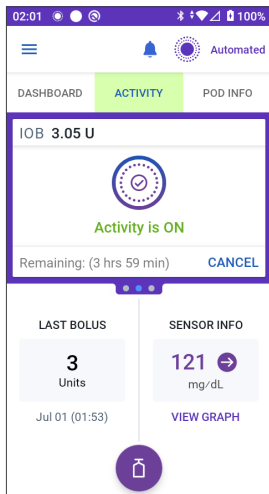 02:01 100%
Automated
DASHBOARD ACTIVITY POD INFO
IOB 3.05 U
Activity is ON
Remaining: (3 hrs 59 min) CANCEL
LAST BOLUS SENSOR INFO
3 121
Units mg/dL
Jul 01 (01:53) VIEW GRAPH